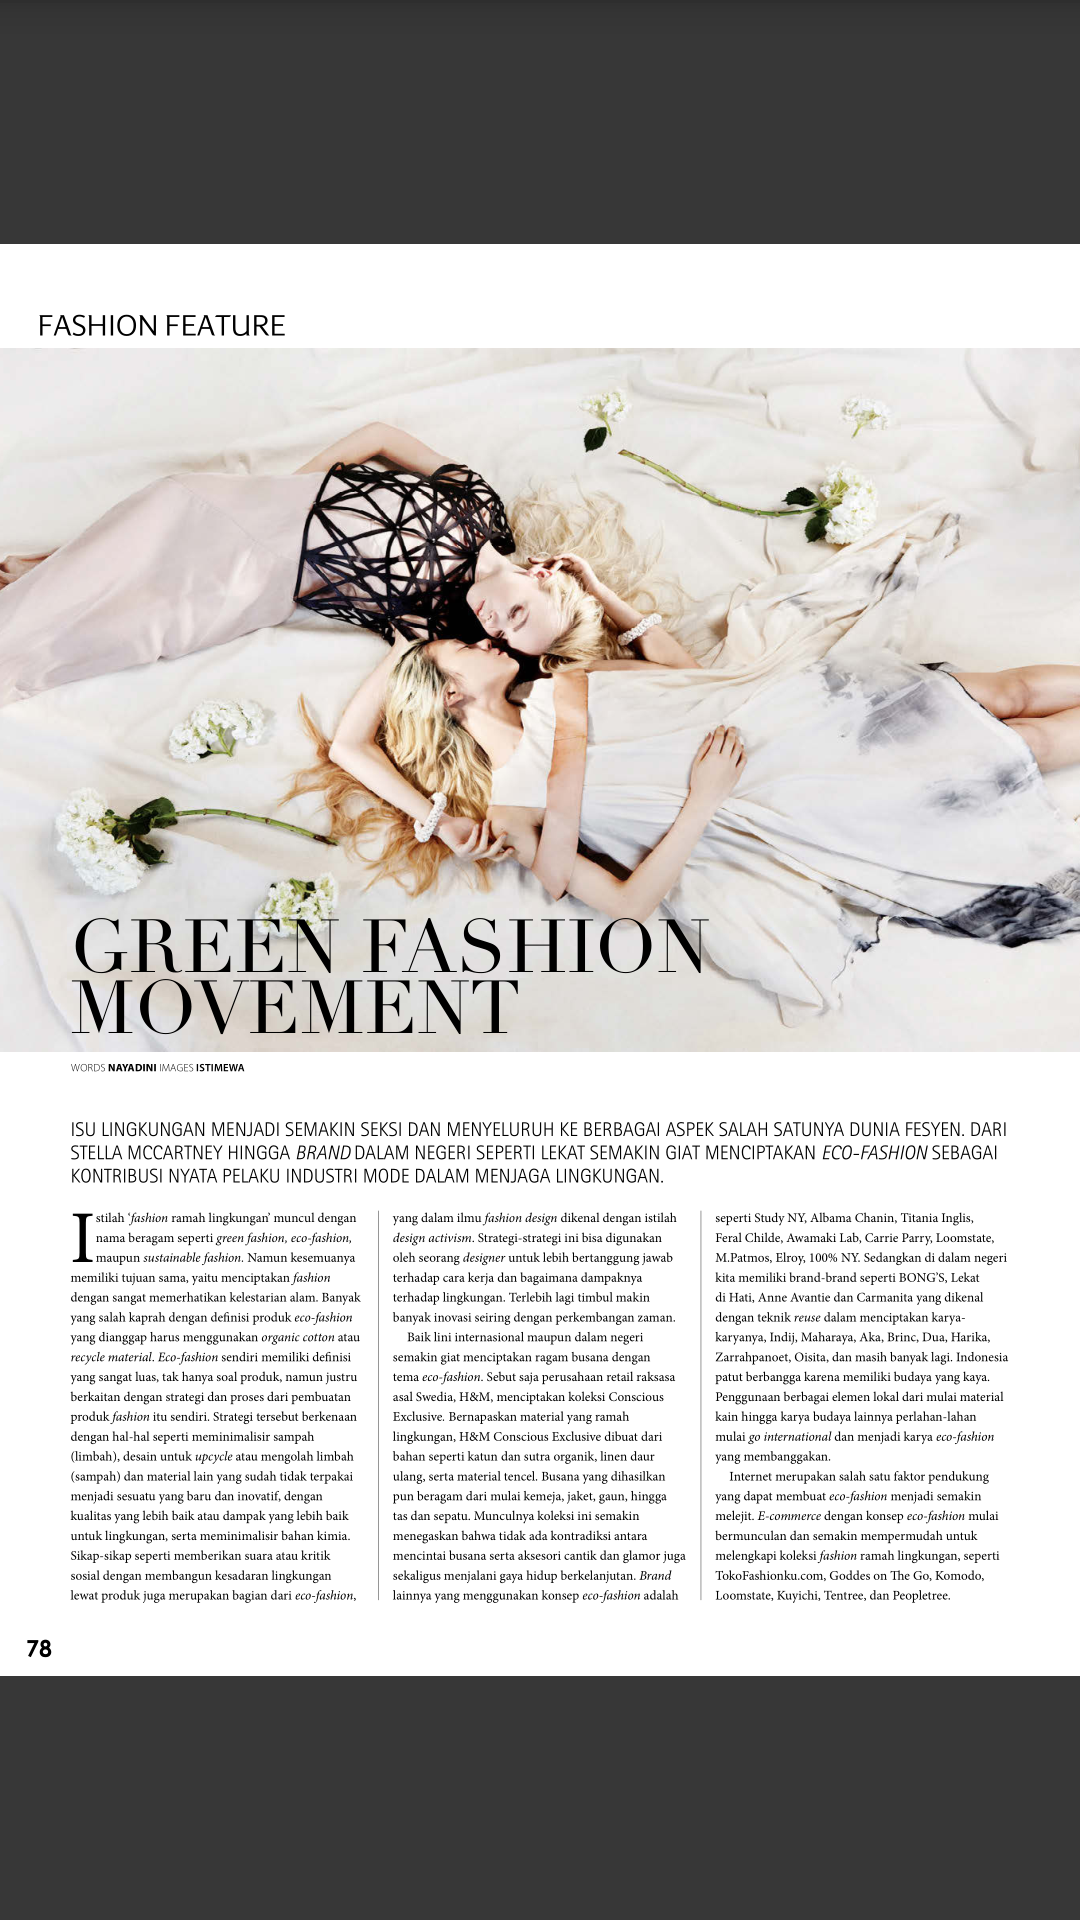 FASHION FEATURE
GREEN FASHION
MOVEMENT
WORDS NAYADINI IMAGES ISTIMEWA
ISU LINGKUNGAN MENJADI SEMAKIN SEKSI DAN MENYELURUH KE BERBAGAI ASPEK SALAH SATUNYA DUNIA FESYEN. DARI
STELLA MCCARTNEY HINGGA BRAND DALAM NEGERI SEPERTI LEKAT SEMAKIN GIAT MENCIPTAKAN ECO-FASHION SEBAGAI
KONTRIBUSI NYATA PELAKU INDUSTRI MODE DALAM MENJAGA LINGKUNGAN.
Istilah ‘fashion ramah lingkungan’ muncul dengan
nama beragam seperti green fashion, eco-fashion,
maupun sustainable fashion. Namun kesemuanya
memiliki tujuan sama, yaitu menciptakan fashion
dengan sangat memerhatikan kelestarian alam. Banyak
yang salah kaprah dengan definisi produk eco-fashion
yang dianggap harus menggunakan organic cotton atau
recycle material. Eco-fashion sendiri memiliki definisi
yang sangat luas, tak hanya soal produk, namun justru
berkaitan dengan strategi dan proses dari pembuatan
produk fashion itu sendiri. Strategi tersebut berkenaan
dengan hal-hal seperti meminimalisir sampah
(limbah), desain untuk upcycle atau mengolah limbah
(sampah) dan material lain yang sudah tidak terpakai
menjadi sesuatu yang baru dan inovatif, dengan
kualitas yang lebih baik atau dampak yang lebih baik
untuk lingkungan, serta meminimalisir bahan kimia.
Sikap-sikap seperti memberikan suara atau kritik
sosial dengan membangun kesadaran lingkungan
lewat produk juga merupakan bagian dari eco-fashion,
yang dalam ilmu fashion design dikenal dengan istilah
design activism. Strategi-strategi ini bisa digunakan
oleh seorang designer untuk lebih bertanggung jawab
terhadap cara kerja dan bagaimana dampaknya
terhadap lingkungan. Terlebih lagi timbul makin
banyak inovasi seiring dengan perkembangan zaman.
Baik lini internasional maupun dalam negeri
semakin giat menciptakan ragam busana dengan
tema eco-fashion. Sebut saja perusahaan retail raksasa
asal Swedia, H&M, menciptakan koleksi Conscious
Exclusive. Bernapaskan material yang ramah
lingkungan, H&M Conscious Exclusive dibuat dari
bahan seperti katun dan sutra organik, linen daur
ulang, serta material tencel. Busana yang dihasilkan
pun beragam dari mulai kemeja, jaket, gaun, hingga
tas dan sepatu. Munculnya koleksi ini semakin
menegaskan bahwa tidak ada kontradiksi antara
mencintai busana serta aksesori cantik dan glamor juga
sekaligus menjalani gaya hidup berkelanjutan. Brand
lainnya yang menggunakan konsep eco-fashion adalah
seperti Study NY, Albama Chanin, Titania Inglis,
Feral Childe, Awamaki Lab, Carrie Parry, Loomstate,
M.Patmos, Elroy, 100% NY. Sedangkan di dalam negeri
kita memiliki brand-brand seperti BONG’S, Lekat
di Hati, Anne Avantie dan Carmanita yang dikenal
dengan teknik reuse dalam menciptakan karya-
karyanya, Indij, Maharaya, Aka, Brinc, Dua, Harika,
Zarrahpanoet, Oisita, dan masih banyak lagi. Indonesia
patut berbangga karena memiliki budaya yang kaya.
Penggunaan berbagai elemen lokal dari mulai material
kain hingga karya budaya lainnya perlahan-lahan
mulai go international dan menjadi karya eco-fashion
yang membanggakan.
Internet merupakan salah satu faktor pendukung
yang dapat membuat eco-fashion menjadi semakin
melejit. E-commerce dengan konsep eco-fashion mulai
bermunculan dan semakin mempermudah untuk
melengkapi koleksi fashion ramah lingkungan, seperti
TokoFashionku.com, Goddes on The Go, Komodo,
Loomstate, Kuyichi, Tentree, dan Peopletree.
78